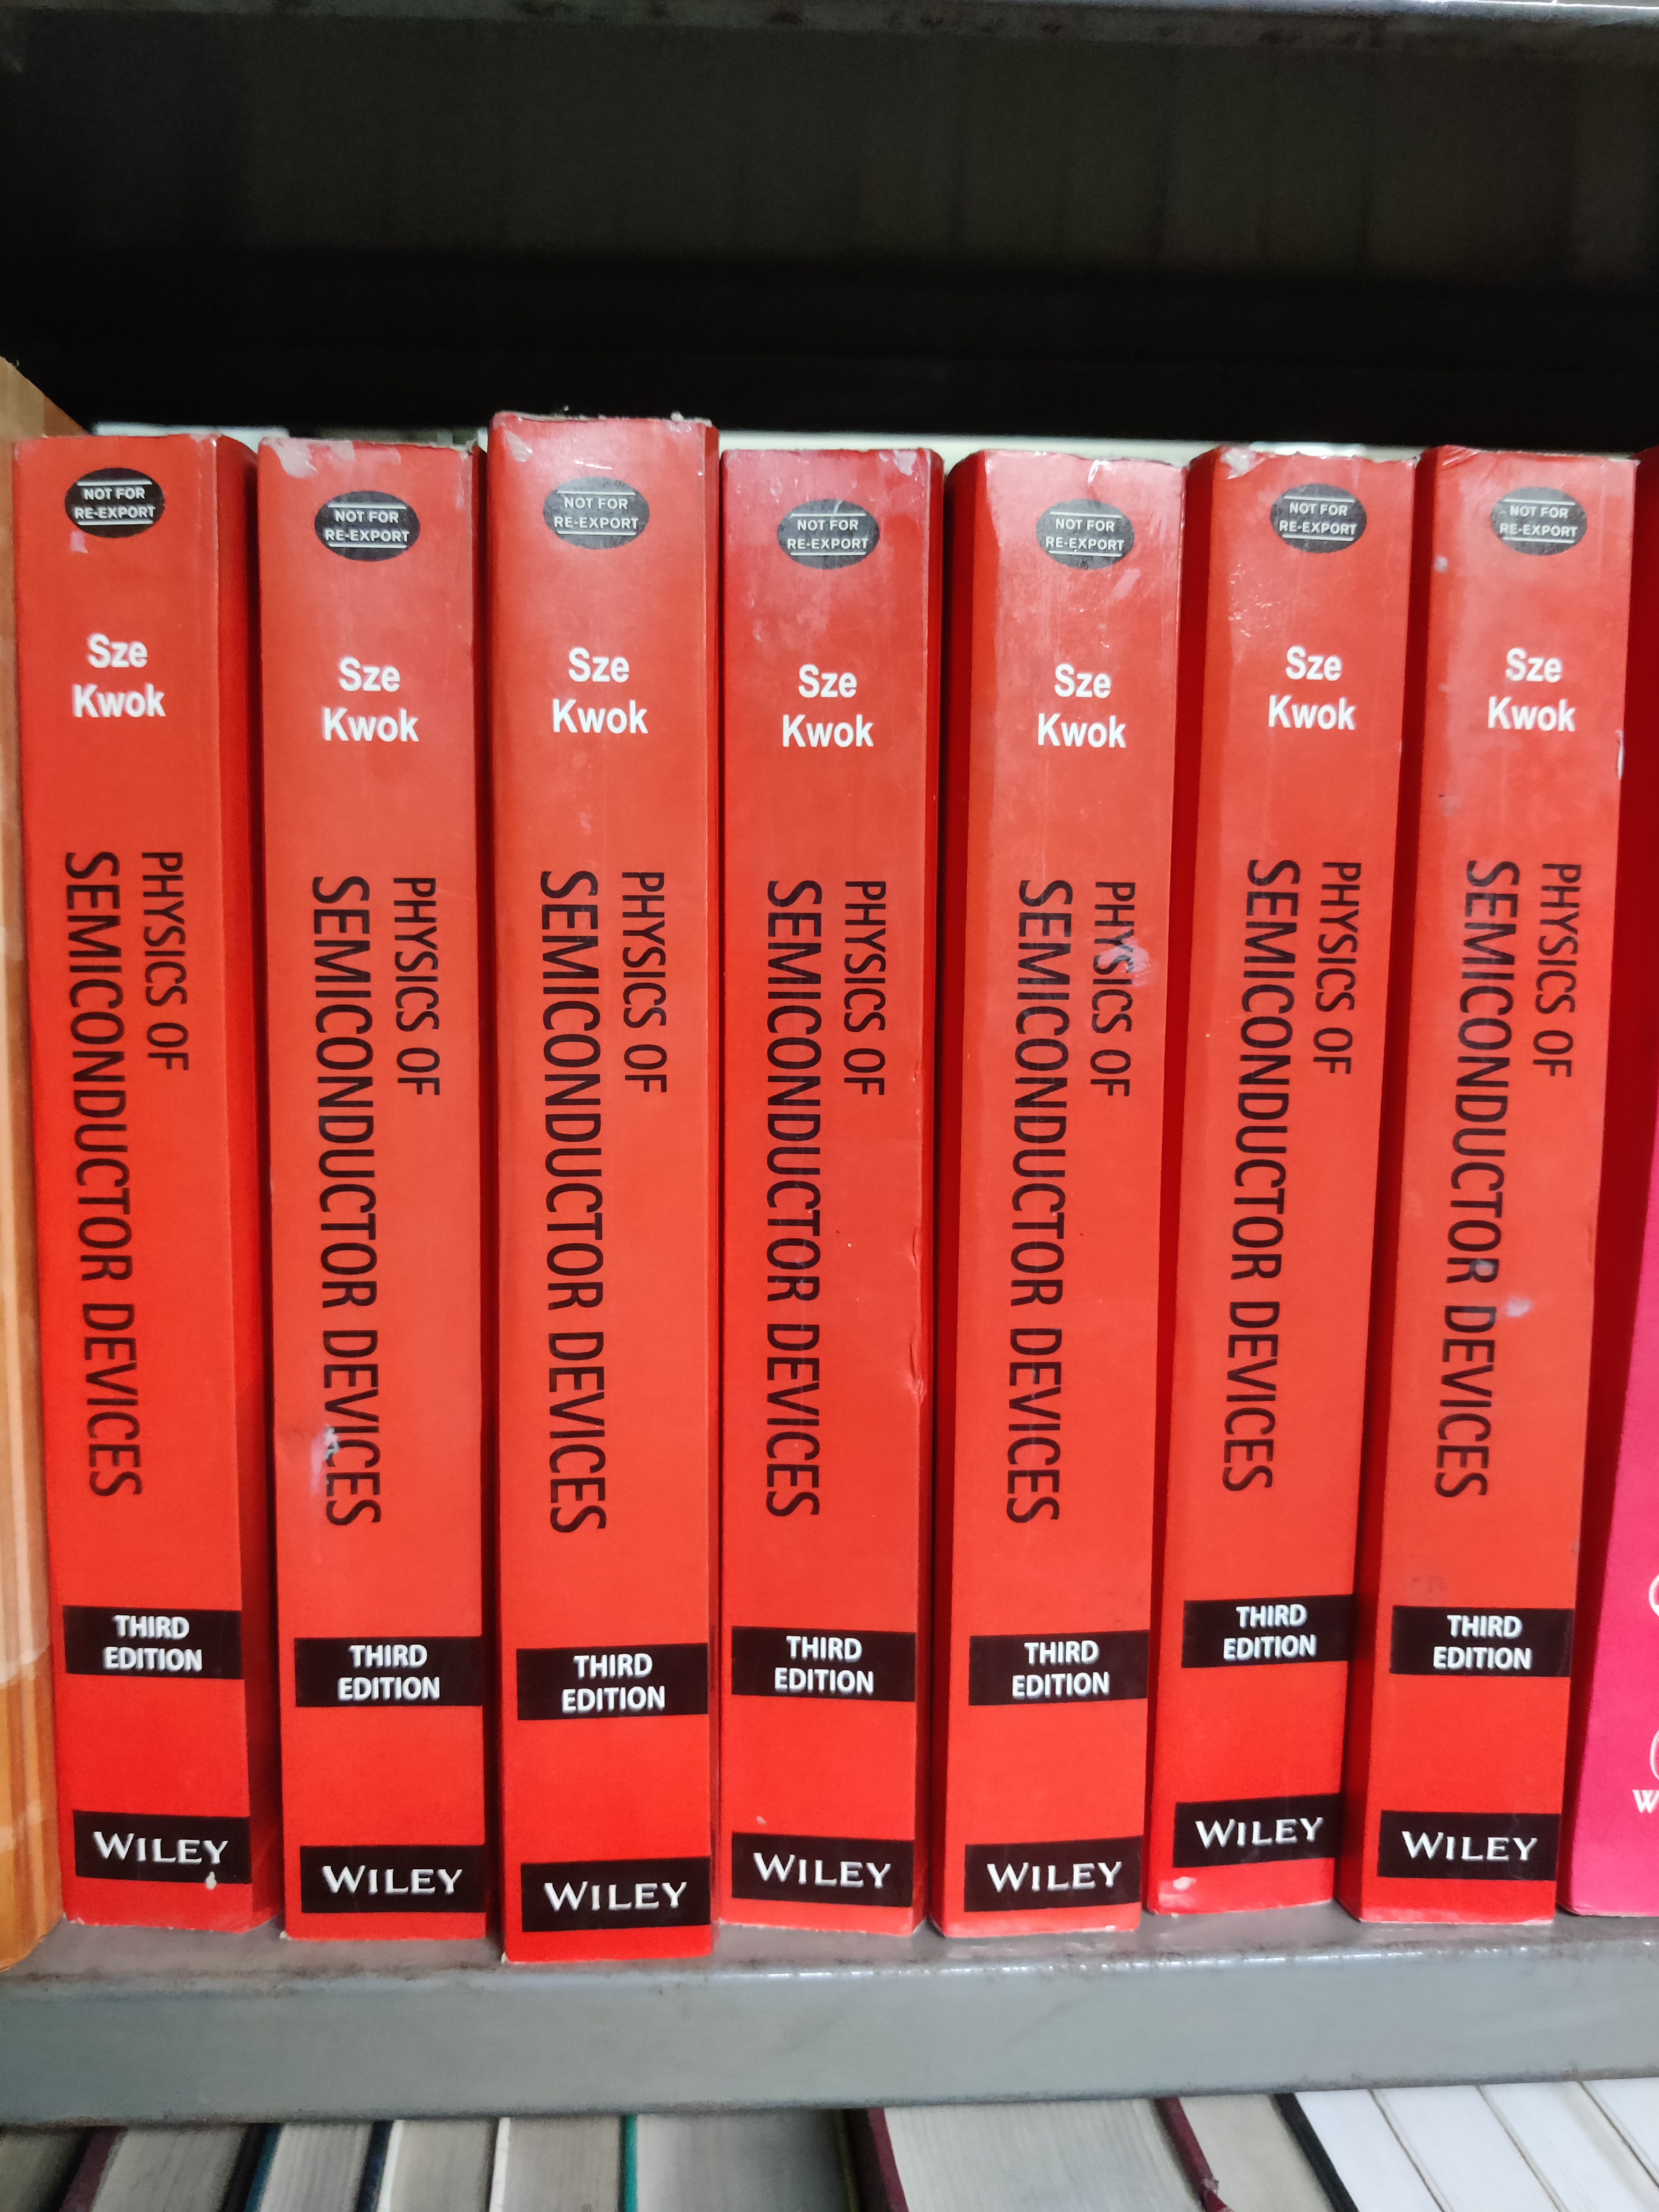 NOT FOR
RE-EXPORT
Sze
Kwok
PHYSICS OF
SEMICONDUCTOR DEVICES
THIRD
EDITION
WILEY
NOT FOR
RE-EXPORT
Sze
Kwok
PHYSICS OF
SEMICONDUCTOR DEVICES
THIRD
EDITION
WILEY
NOT FOR
RE-EXPORT
Sze
Kwok
PHYSICS OF
SEMICONDUCTOR DEVICES
THIRD
EDITION
WILEY
NOT FOR
RE-EXPORT
Sze
Kwok
PHYSICS OF
SEMICONDUCTOR DEVICES
THIRD
EDITION
WILEY
NOT FOR
RE-EXPORT
Sze
Kwok
PHYSICS OF
SEMICONDUCTOR DEVICES
THIRD
EDITION
WILEY
NOT FOR
RE-EXPORT
Sze
Kwok
PHYSICS OF
SEMICONDUCTOR DEVICES
THIRD
EDITION
WILEY
NOT FOR
RE-EXPORT
Sze
Kwok
PHYSICS OF
SEMICONDUCTOR DEVICES
THIRD
EDITION
WILEY